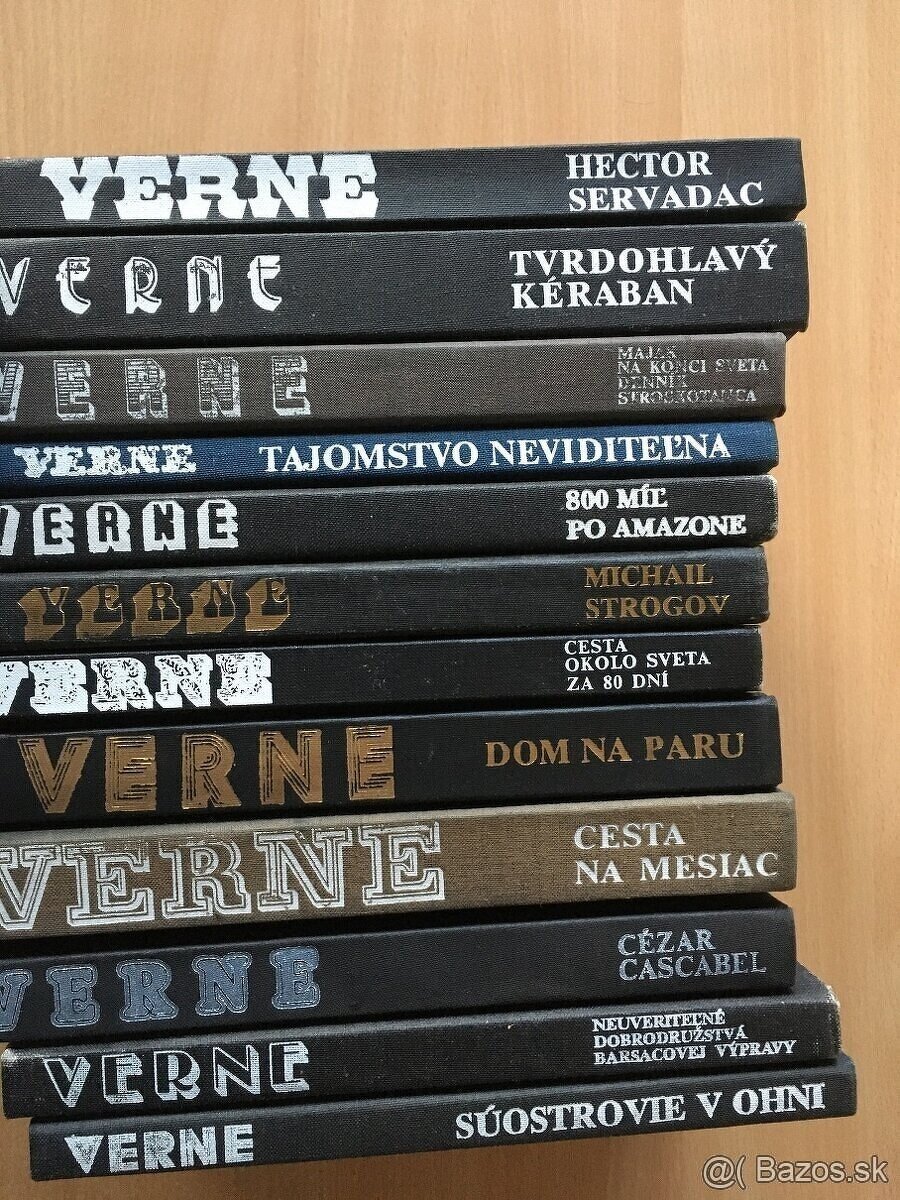 VERNE
HECTOR
SERVADAC
VERNE
TVRDOHLAVÝ
KÉRABAN
VERNE
MAJÁK
NA KONCI SVETA
DENNÍK
STROSKOTANCA
VERNE
TAJOMSTVO NEVIDITEĽNA
VERNE
800 MÍĽ
PO AMAZONE
VERNE
MICHAIL
STROGOV
VERNE
CESTA
OKOLO SVETA
ZA 80 DNÍ
VERNE
DOM NA PARU
VERNE
CESTA
NA MESIAC
VERNE
CÉZAR
CASCABEL
VERNE
NEUVERITEĽNÉ
DOBRODRUŽSTVÁ
BARSACOVEJ VÝPRAVY
VERNE
SÚOSTROVIE V OHNI
@( Bazos.sk